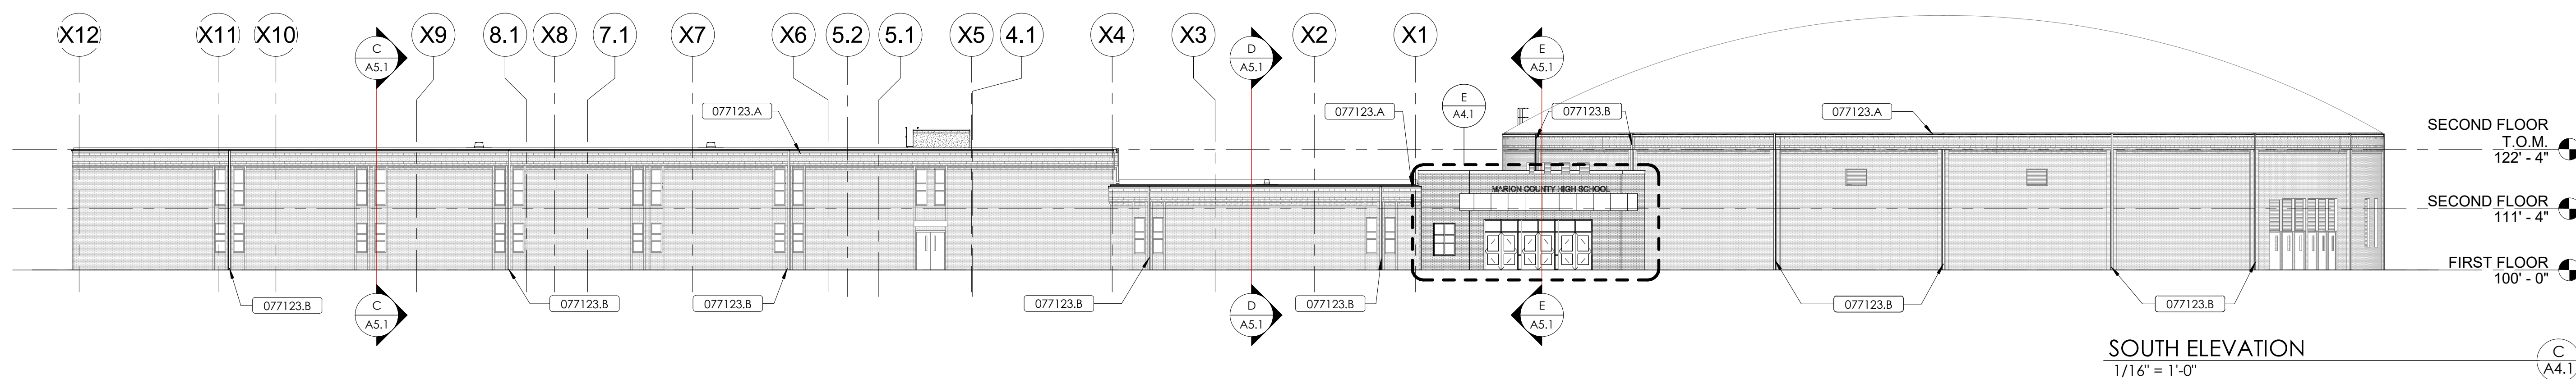 X12
X11
X10
X9
8.1
X8
7.1
X7
X6
5.2
5.1
X5
4.1
X4
X3
X2
X1
C
A5.1
D
A5.1
E
A5.1
E
A4.1
077123.A
077123.A
077123.B
077123.A
SECOND FLOOR
T.O.M.
122' - 4"
MARION COUNTY HIGH SCHOOL
SECOND FLOOR
111' - 4"
FIRST FLOOR
100' - 0"
077123.B
C
A5.1
077123.B
077123.B
077123.B
D
A5.1
077123.B
E
A5.1
077123.B
077123.B
SOUTH ELEVATION
1/16" = 1'-0"
C
A4.1